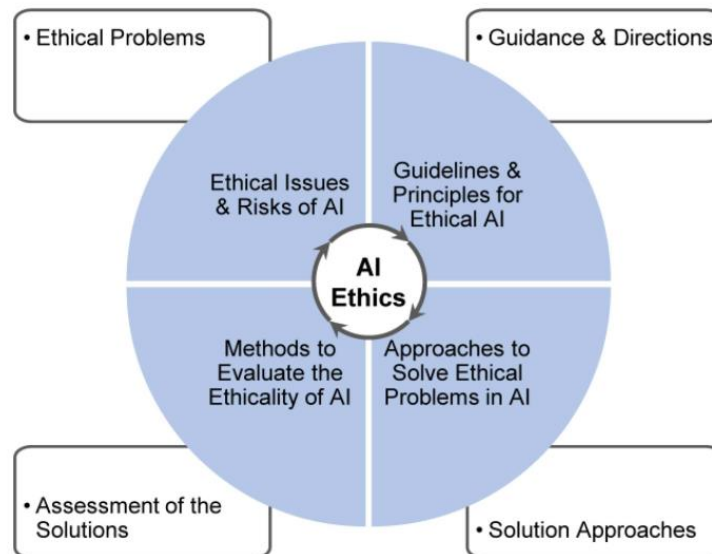 • Ethical Problems
• Guidance & Directions
Ethical Issues
& Risks of AI
Guidelines &
Principles for
Ethical AI
AI
Ethics
Methods to
Evaluate the
Ethicality of AI
Approaches to
Solve Ethical
Problems in AI
• Assessment of the
Solutions
• Solution Approaches